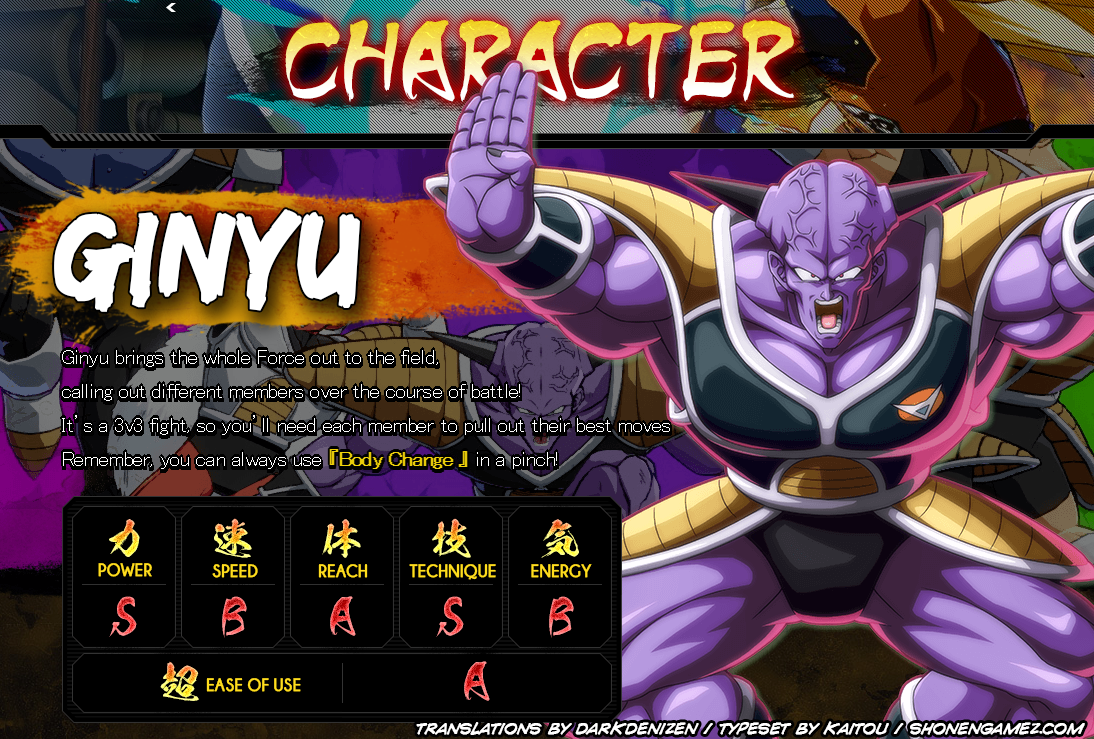 CHARACTER
GINYU
Ginyu brings the whole Force out to the field,
calling out different members over the course of battle!
It's a 3v3 fight, so you'll need each member to pull out their best moves
Remember, you can always use『Body Change 』in a pinch!
力 速 体 技 気
POWER SPEED REACH TECHNIQUE ENERGY
S B A S B
超 EASE OF USE A
TRANSLATIONS BY DARKDENIZEN / TYPESET BY KAITOU / SHONENGAMEZ.COM